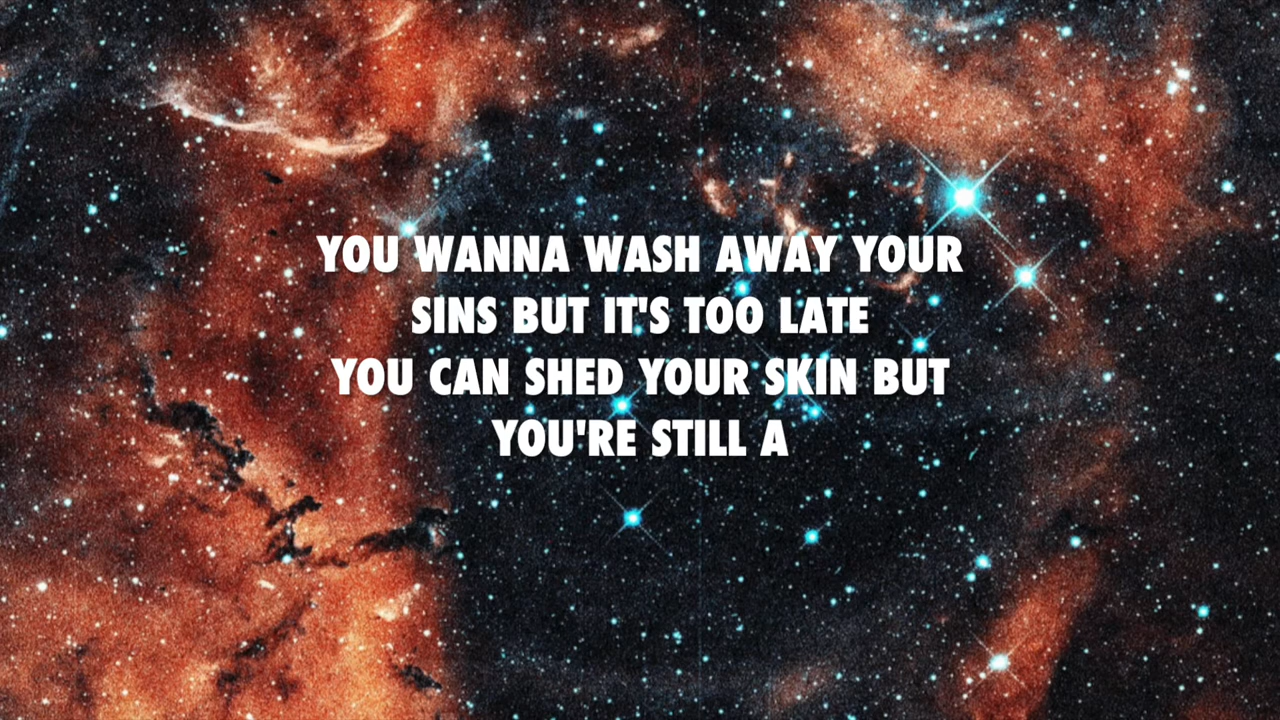 YOU WANNA WASH AWAY YOUR
SINS BUT IT'S TOO LATE
YOU CAN SHED YOUR SKIN BUT
YOU'RE STILL A